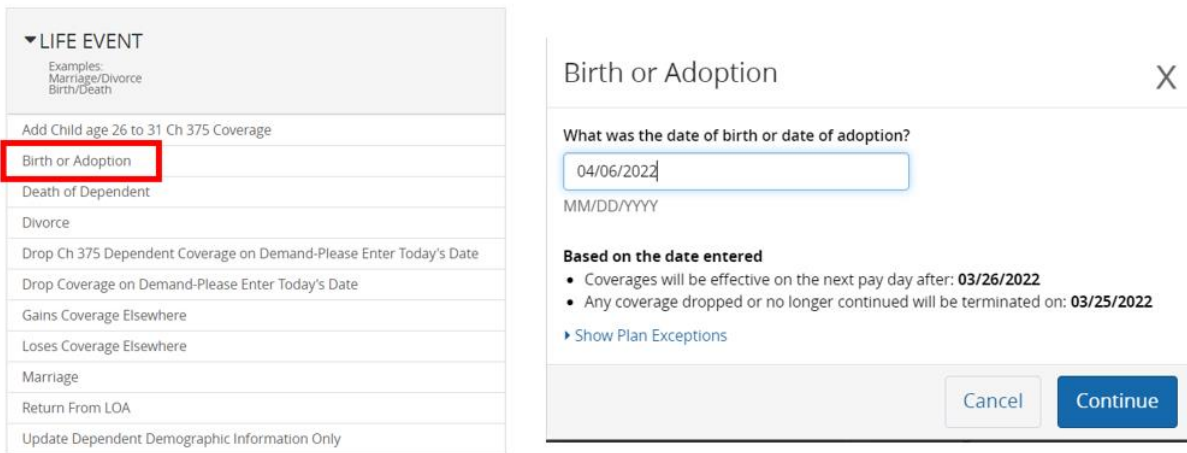 LIFE EVENT
Examples:
Marriage/Divorce
Birth/Death
Add Child age 26 to 31 Ch 375 Coverage
Birth or Adoption
Death of Dependent
Divorce
Drop Ch 375 Dependent Coverage on Demand-Please Enter Today's Date
Drop Coverage on Demand-Please Enter Today's Date
Gains Coverage Elsewhere
Loses Coverage Elsewhere
Marriage
Return From LOA
Update Dependent Demographic Information Only
Birth or Adoption X
What was the date of birth or date of adoption?
04/06/2022
MM/DD/YYYY
Based on the date entered
• Coverages will be effective on the next pay day after: 03/26/2022
• Any coverage dropped or no longer continued will be terminated on: 03/25/2022
Show Plan Exceptions
Cancel Continue